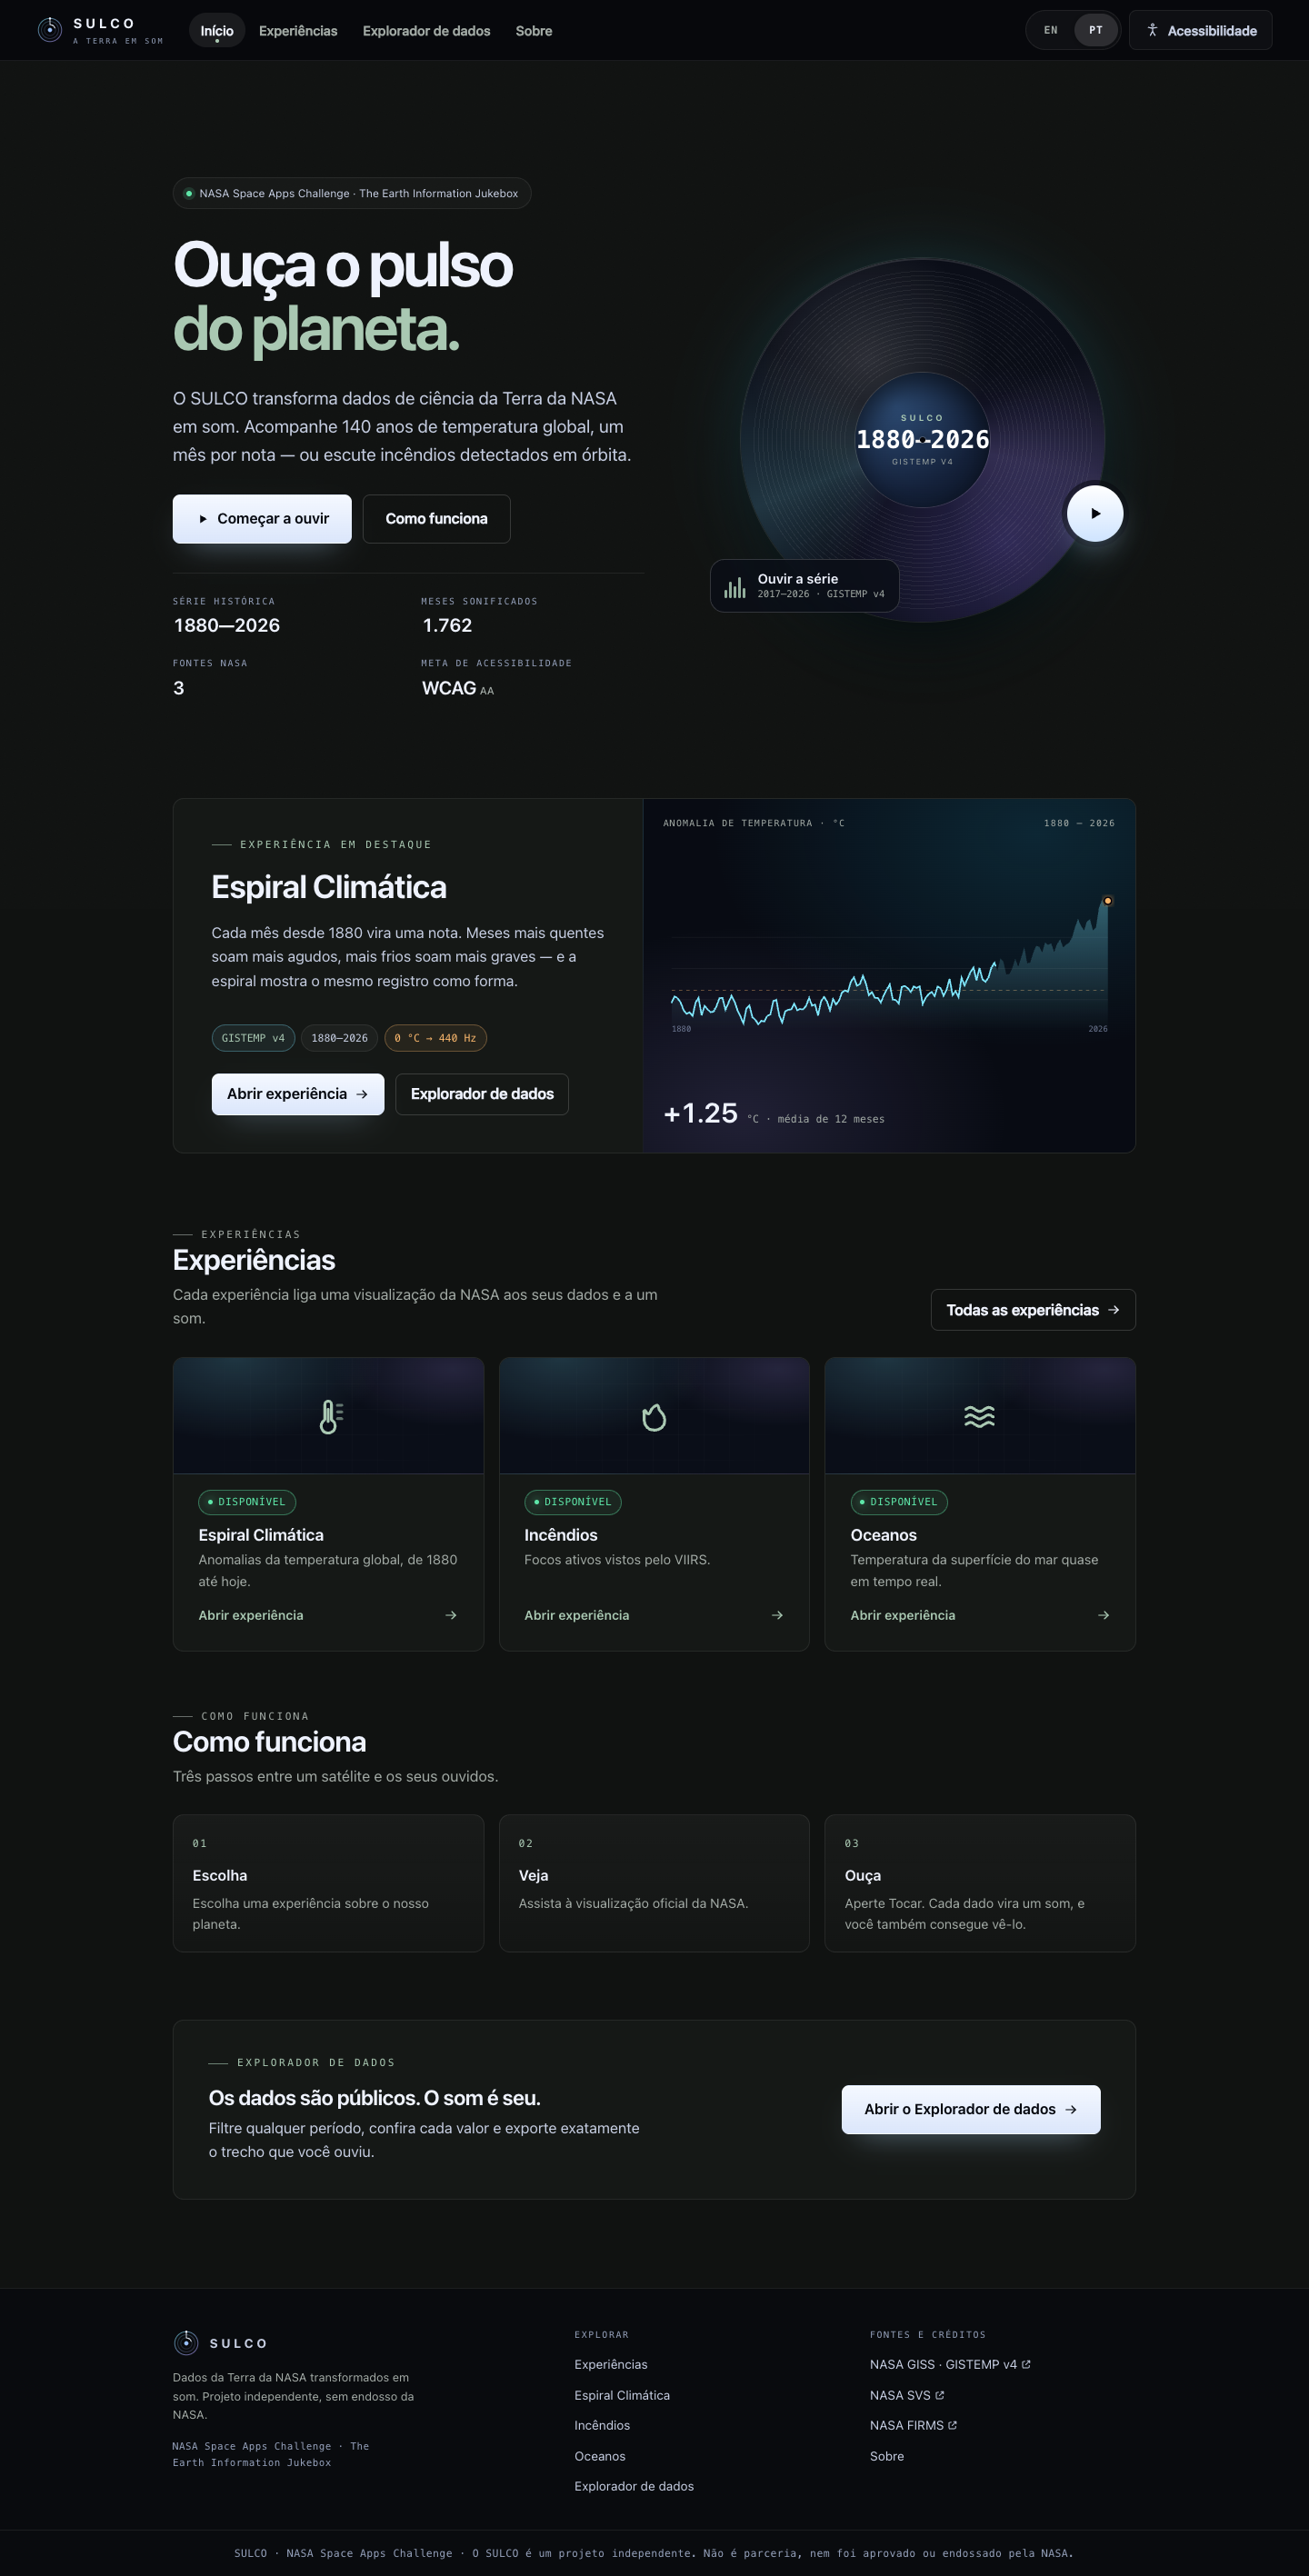 SULCO
A TERRA EM SOM
Início
Experiências
Explorador de dados
Sobre
EN
PT
Acessibilidade
NASA Space Apps Challenge · The Earth Information Jukebox
Ouça o pulso
do planeta.
O SULCO transforma dados de ciência da Terra da NASA
em som. Acompanhe 140 anos de temperatura global, um
mês por nota — ou escute incêndios detectados em órbita.
Começar a ouvir
Como funciona
SÉRIE HISTÓRICA
1880—2026
MESES SONIFICADOS
1.762
FONTES NASA
3
META DE ACESSIBILIDADE
WCAG AA
SULCO
1880–2026
GISTEMP V4
Ouvir a série
2017—2026 · GISTEMP v4
EXPERIÊNCIA EM DESTAQUE
Espiral Climática
Cada mês desde 1880 vira uma nota. Meses mais quentes
soam mais agudos, mais frios soam mais graves — e a
espiral mostra o mesmo registro como forma.
GISTEMP v4
1880—2026
0 °C → 440 Hz
Abrir experiência →
Explorador de dados
ANOMALIA DE TEMPERATURA · °C
1880 — 2026
1880
2026
+1.25 °C · média de 12 meses
EXPERIÊNCIAS
Experiências
Cada experiência liga uma visualização da NASA aos seus dados e a um
som.
Todas as experiências →
DISPONÍVEL
Espiral Climática
Anomalias da temperatura global, de 1880
até hoje.
Abrir experiência →
DISPONÍVEL
Incêndios
Focos ativos vistos pelo VIIRS.
Abrir experiência →
DISPONÍVEL
Oceanos
Temperatura da superfície do mar quase
em tempo real.
Abrir experiência →
COMO FUNCIONA
Como funciona
Três passos entre um satélite e os seus ouvidos.
01
Escolha
Escolha uma experiência sobre o nosso
planeta.
02
Veja
Assista à visualização oficial da NASA.
03
Ouça
Aperte Tocar. Cada dado vira um som, e
você também consegue vê-lo.
EXPLORADOR DE DADOS
Os dados são públicos. O som é seu.
Filtre qualquer período, confira cada valor e exporte exatamente
o trecho que você ouviu.
Abrir o Explorador de dados →
SULCO
Dados da Terra da NASA transformados em
som. Projeto independente, sem endosso da
NASA.
NASA Space Apps Challenge · The
Earth Information Jukebox
EXPLORAR
Experiências
Espiral Climática
Incêndios
Oceanos
Explorador de dados
FONTES E CRÉDITOS
NASA GISS · GISTEMP v4
NASA SVS
NASA FIRMS
Sobre
SULCO · NASA Space Apps Challenge · O SULCO é um projeto independente. Não é parceria, nem foi aprovado ou endossado pela NASA.